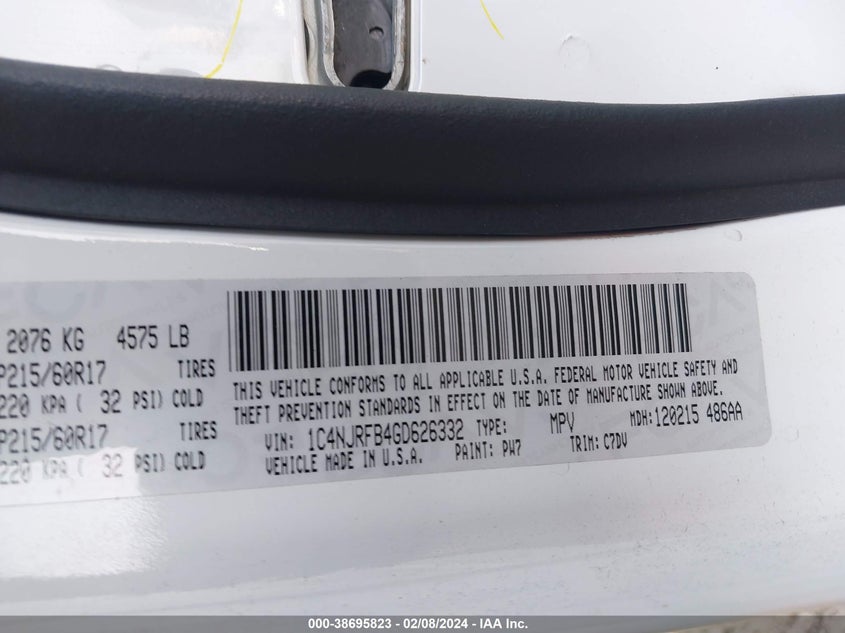 2076 KG 4575 LB
P215/60R17 TIRES
220 KPA ( 32 PSI) COLD
P215/60R17 TIRES
220 KPA ( 32 PSI) COLD
THIS VEHICLE CONFORMS TO ALL APPLICABLE U.S.A. FEDERAL MOTOR VEHICLE SAFETY AND
THEFT PREVENTION STANDARDS IN EFFECT ON THE DATE OF MANUFACTURE SHOWN ABOVE.
VIN: 1C4NJRFB4GD626332 TYPE: MPV MDH: 120215 486AA
VEHICLE MADE IN U.S.A. PAINT: PW7 TRIM: C7DV
000-38695823 - 02/08/2024 - IAA Inc.